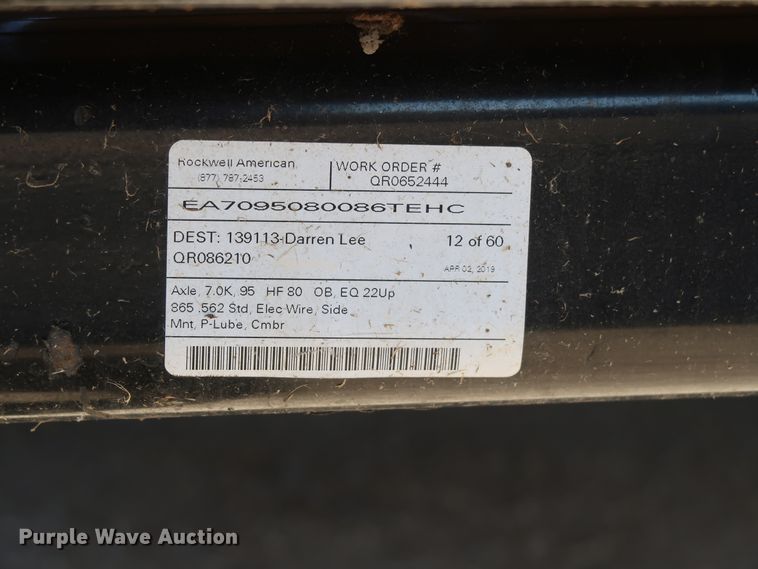 Rockwell American
(877) 787-2453
WORK ORDER #
QR0652444
EA7095080086TEHC
DEST: 139113-Darren Lee
12 of 60
QR086210
APR 02, 2019
Axle, 7.0K, 95 HF 80 OB, EQ 22Up
865 .562 Std, Elec Wire, Side
Mnt, P-Lube, Cmbr
Purple Wave Auction